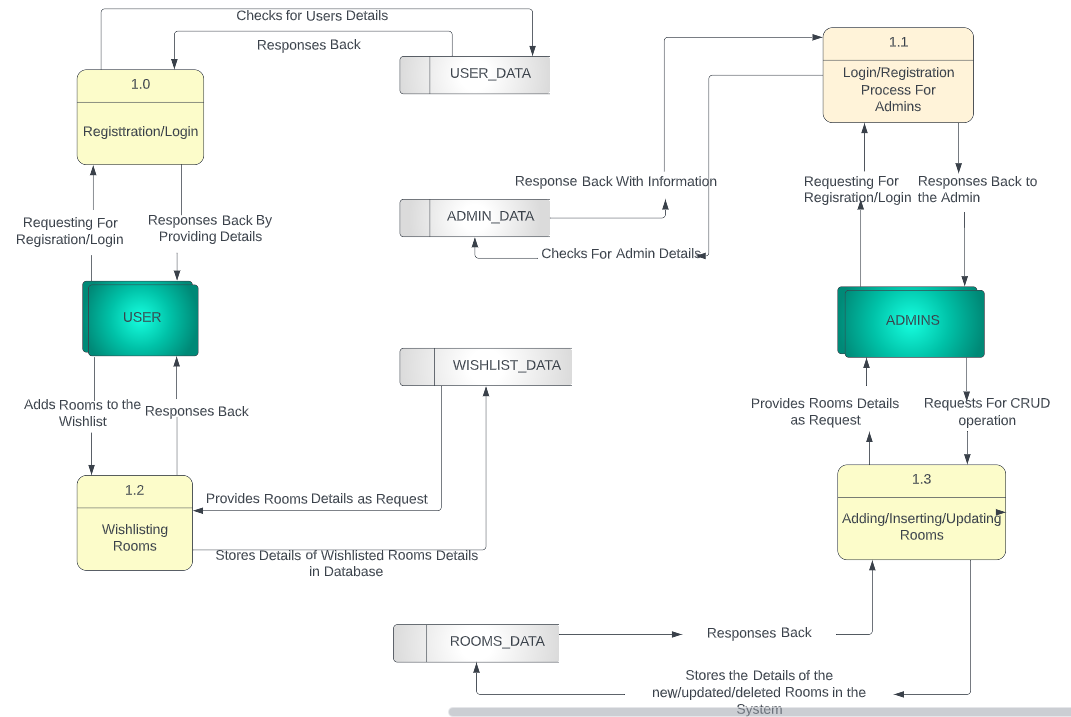 Checks for Users Details
Responses Back
USER_DATA
1.0
Registtration/Login
1.1
Login/Registration
Process For
Admins
Requesting For
Regisration/Login
Responses Back By
Providing Details
Response Back With Information
ADMIN_DATA
Checks For Admin Details
Requesting For
Regisration/Login
Responses Back to
the Admin
USER
ADMINS
Adds Rooms to the
Wishlist
Responses Back
WISHLIST_DATA
Provides Rooms Details
as Request
Requests For CRUD
operation
1.2
Wishlisting
Rooms
Provides Rooms Details as Request
Stores Details of Wishlisted Rooms Details
in Database
1.3
Adding/Inserting/Updating
Rooms
ROOMS_DATA
Responses Back
Stores the Details of the
new/updated/deleted Rooms in the
System